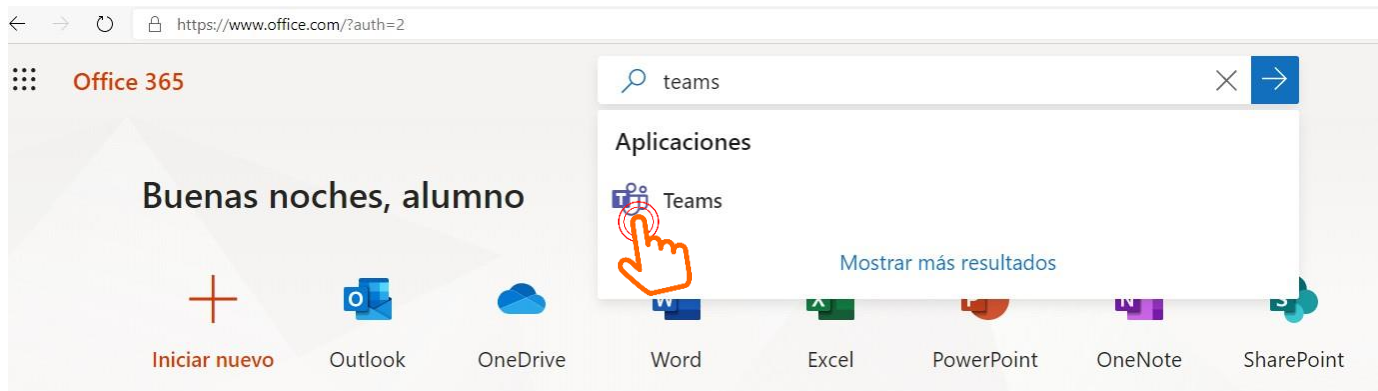 https://www.office.com/?auth=2
Office 365
teams
Aplicaciones
Buenas noches, alumno
T Teams
Mostrar más resultados
O W X P N S
Iniciar nuevo Outlook OneDrive Word Excel PowerPoint OneNote SharePoint